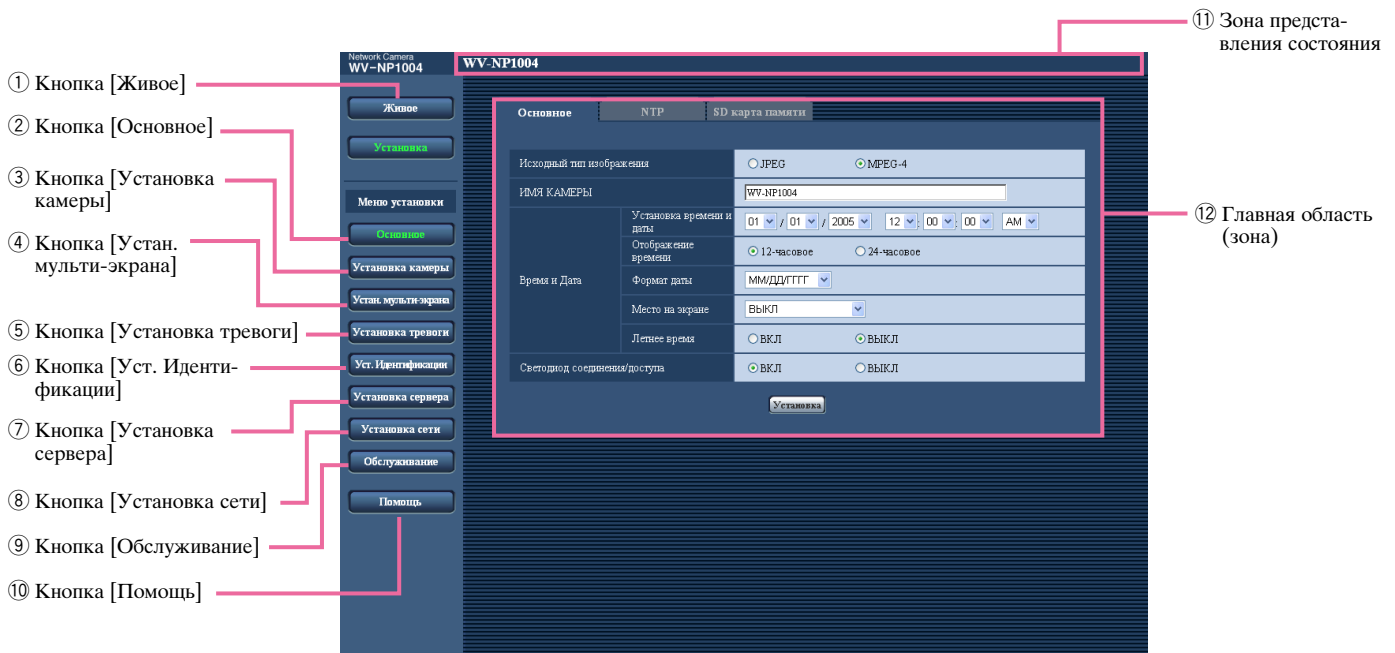 ⑪ Зона предста-
вления состояния
Network Camera
WV-NP1004
WV-NP1004
① Кнопка [Живое]
② Кнопка [Основное]
③ Кнопка [Установка
камеры]
④ Кнопка [Устан.
мульти-экрана]
⑤ Кнопка [Установка тревоги]
⑥ Кнопка [Уст. Иденти-
фикации]
⑦ Кнопка [Установка
сервера]
⑧ Кнопка [Установка сети]
⑨ Кнопка [Обслуживание]
⑩ Кнопка [Помощь]
Живое
Установка
Меню установки
Основное
Установка камеры
Устан. мульти-экрана
Установка тревоги
Уст. Идентификации
Установка сервера
Установка сети
Обслуживание
Помощь
Основное NTP SD карта памяти
Исходный тип изображения JPEG MPEG-4
ИМЯ КАМЕРЫ WV-NP1004
Время и Дата
Установка времени и
даты
01 / 01 / 2005 12 : 00 : 00 AM
Отображение
времени
12-часовое 24-часовое
Формат даты ММ/ДД/ГГГГ
Место на экране ВЫКЛ
Летнее время ВКЛ ВЫКЛ
Светодиод соединения/доступа ВКЛ ВЫКЛ
Установка
⑫ Главная область
(зона)